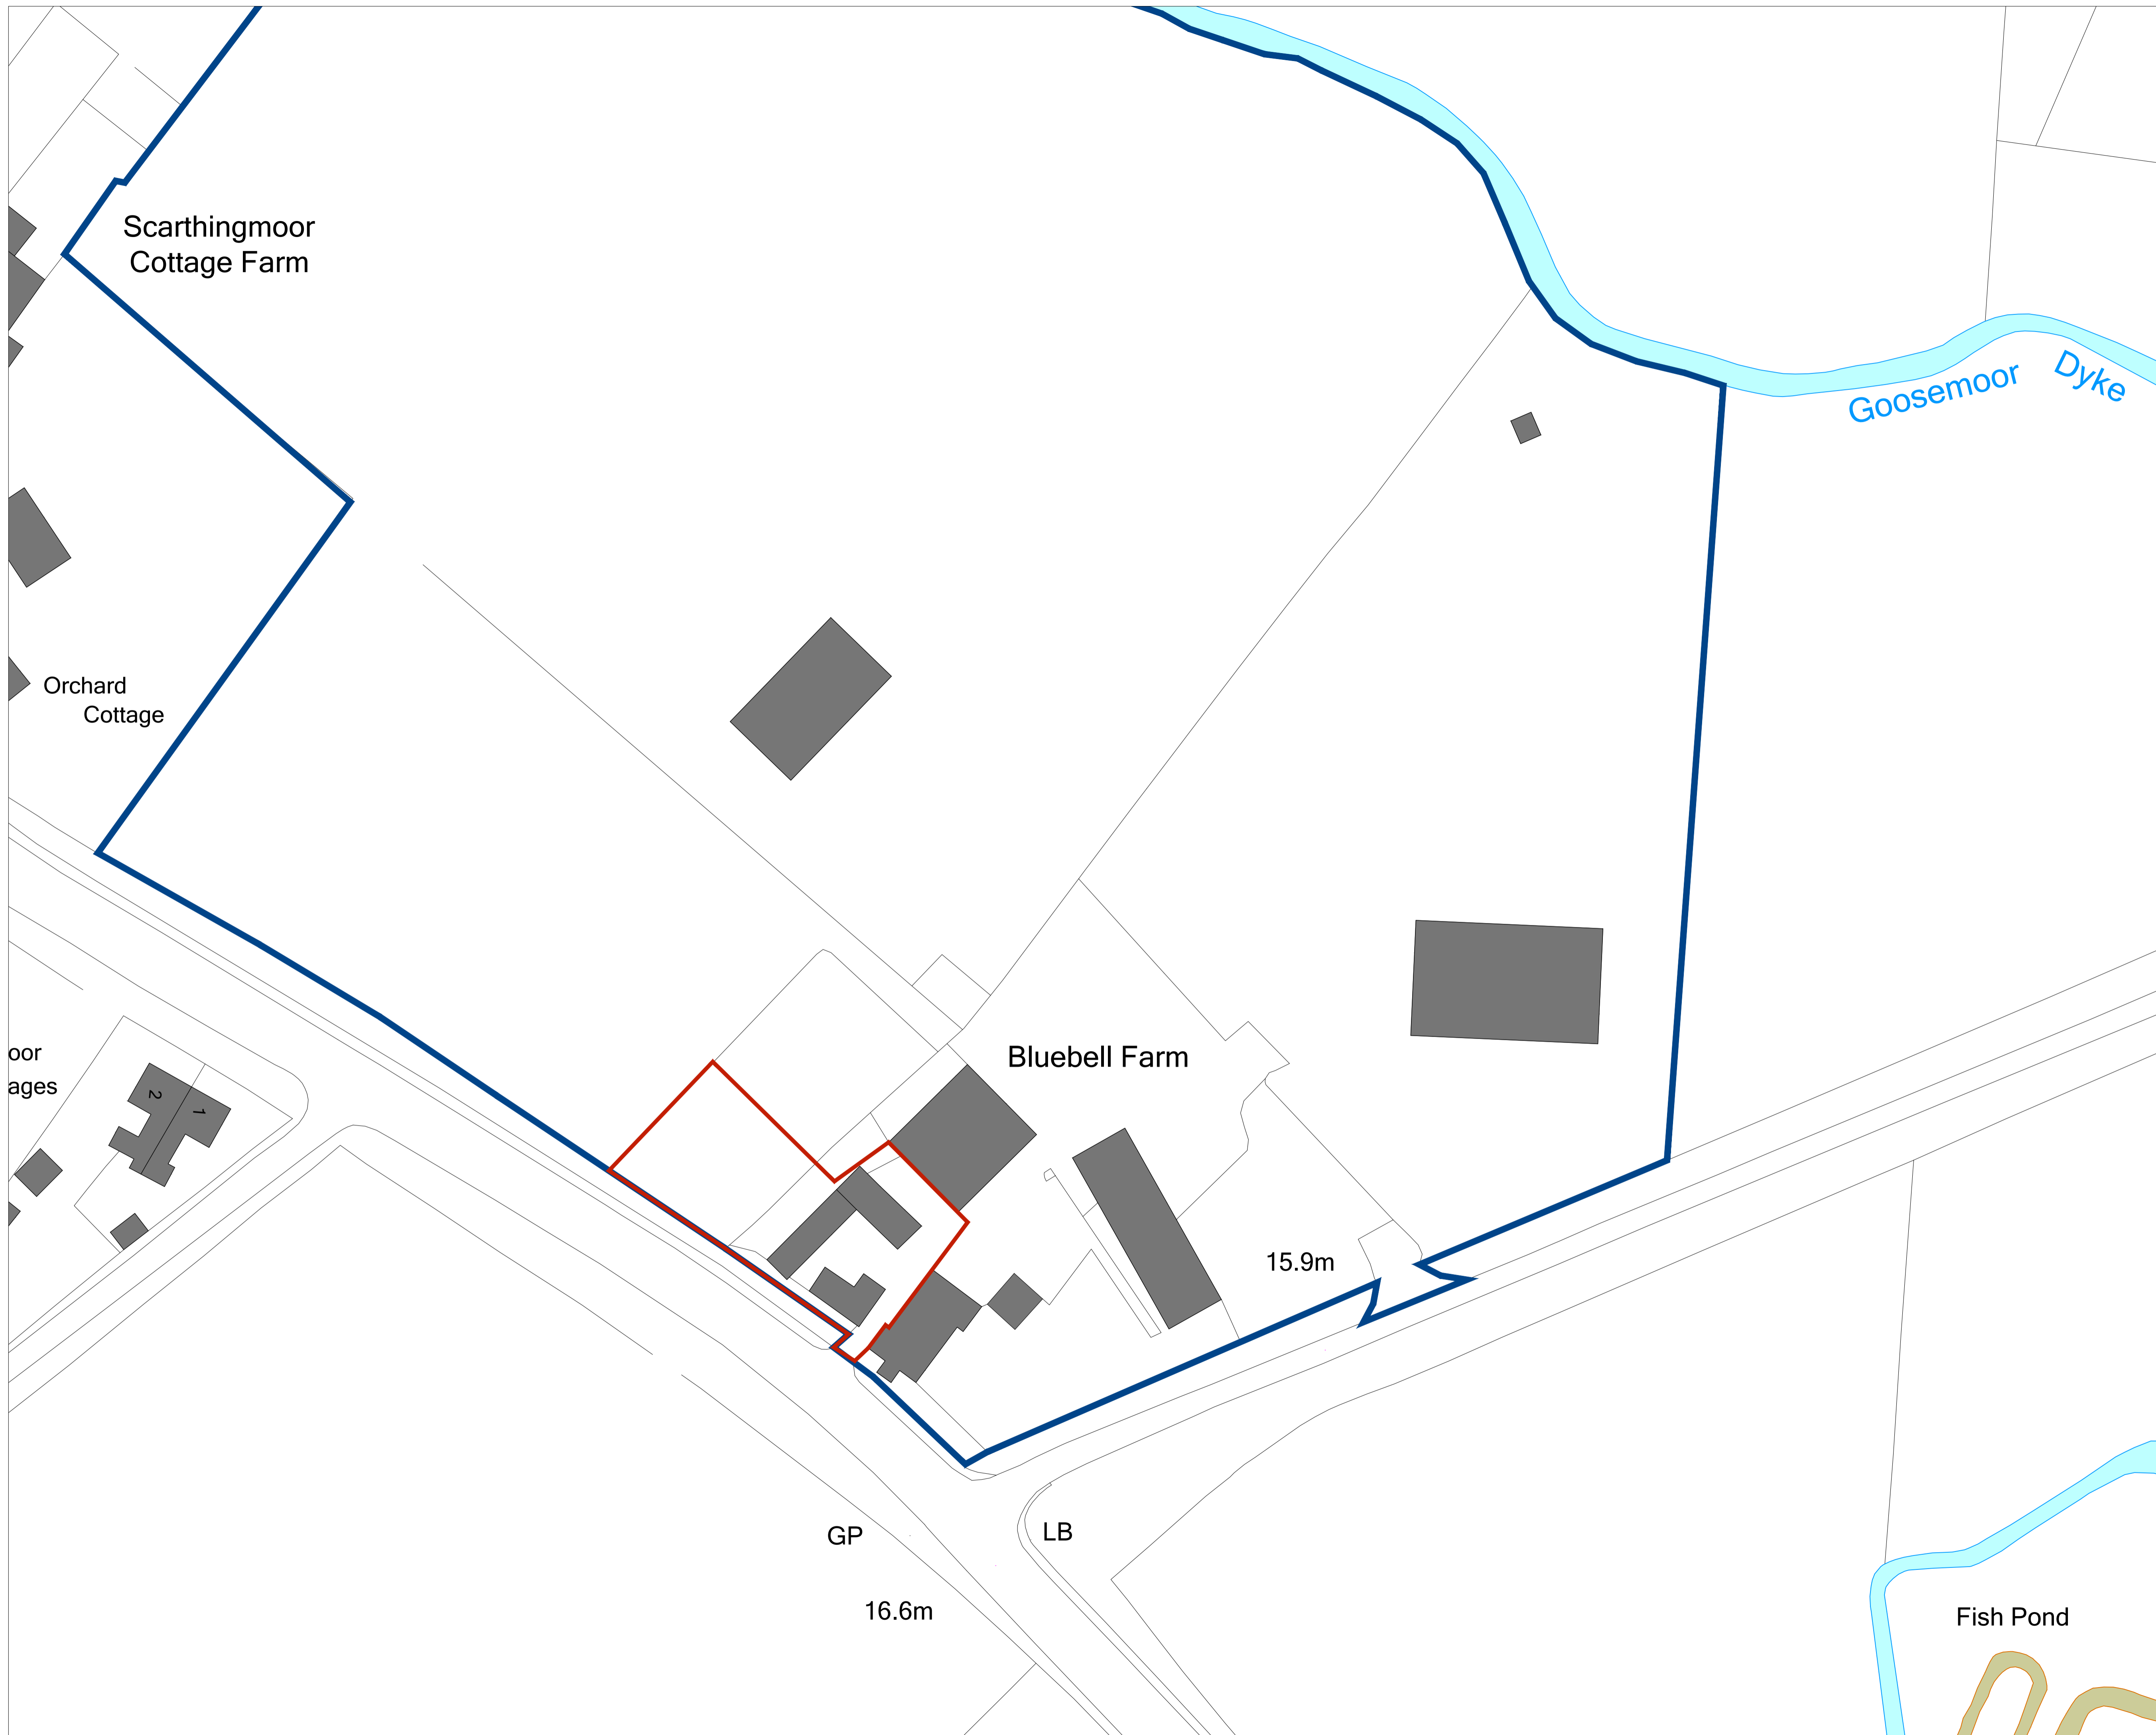 Scarthingmoor
Cottage Farm
Goosemoor Dyke
Orchard
Cottage
oor
ages
2
1
Bluebell Farm
15.9m
GP
LB
16.6m
Fish Pond